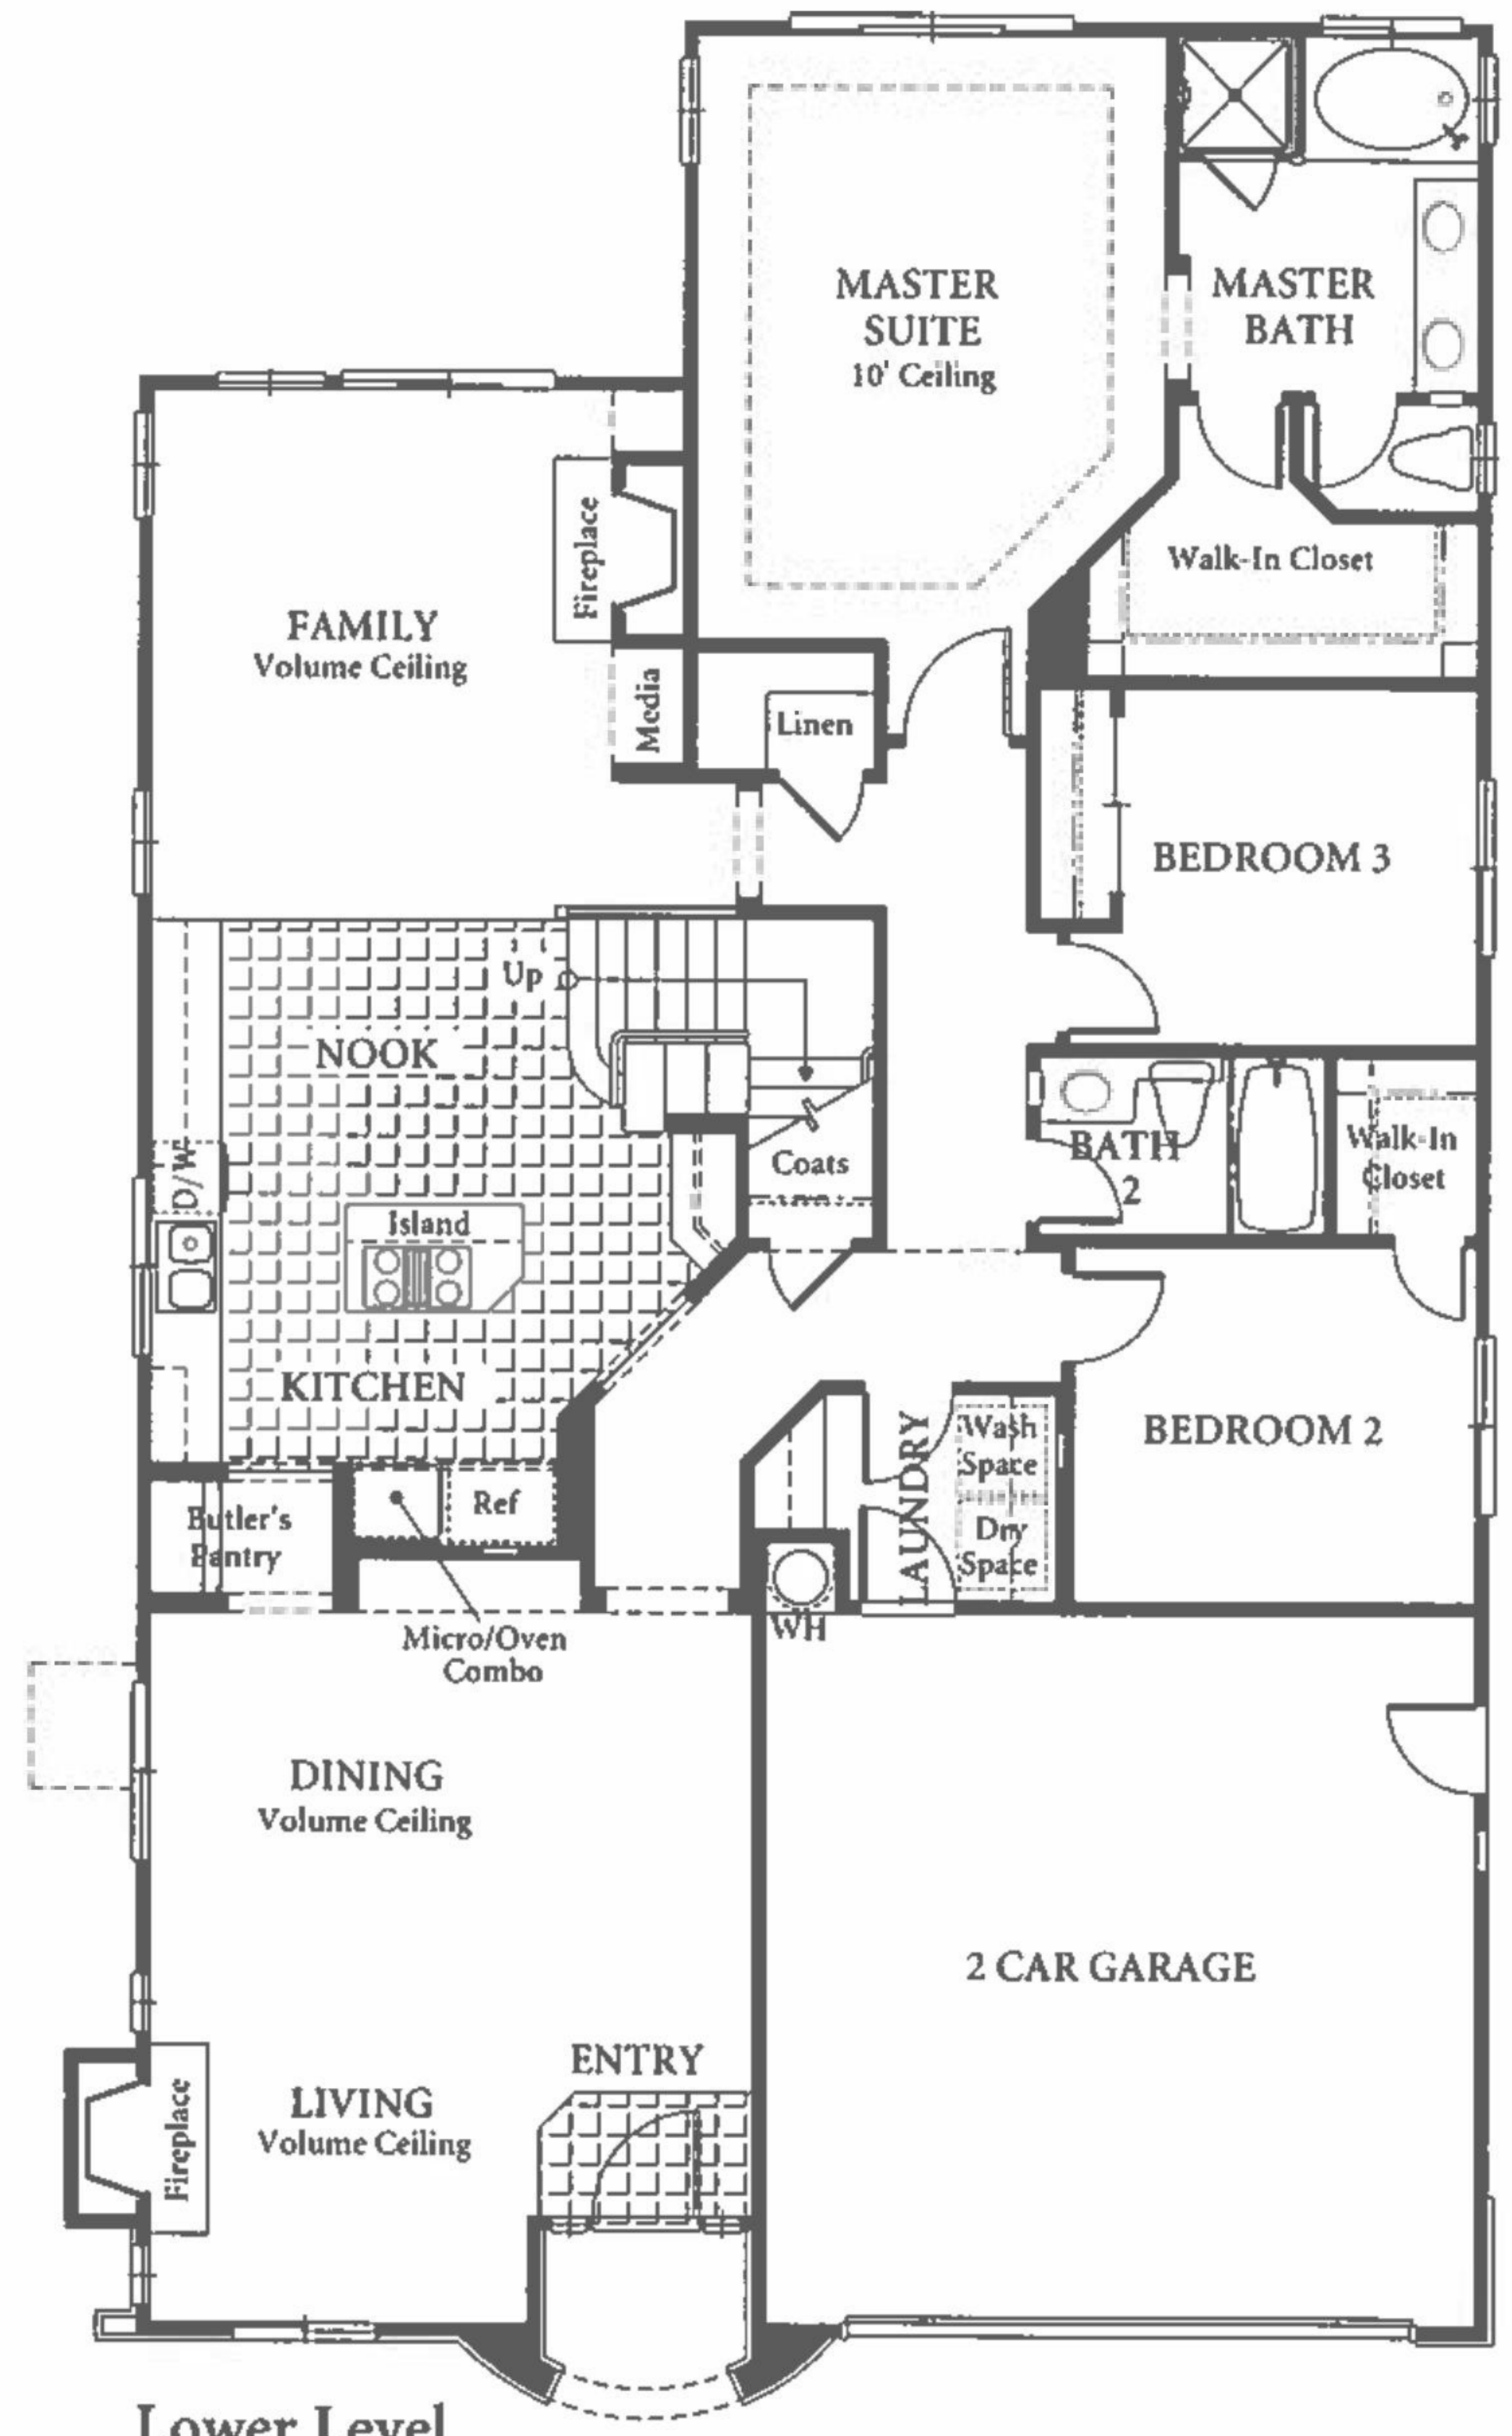 MASTER
SUITE
10' Ceiling
MASTER
BATH
Walk-In Closet
Fireplace
FAMILY
Volume Ceiling
Media
Linen
BEDROOM 3
Up
NOOK
Coats
BATH
2
Walk-In
Closet
D/W
Island
KITCHEN
LAUNDRY
Wash
Space
Dry
Space
BEDROOM 2
Butler's
Pantry
Ref
Micro/Oven
Combo
WH
DINING
Volume Ceiling
2 CAR GARAGE
ENTRY
LIVING
Volume Ceiling
Fireplace
Lower Level